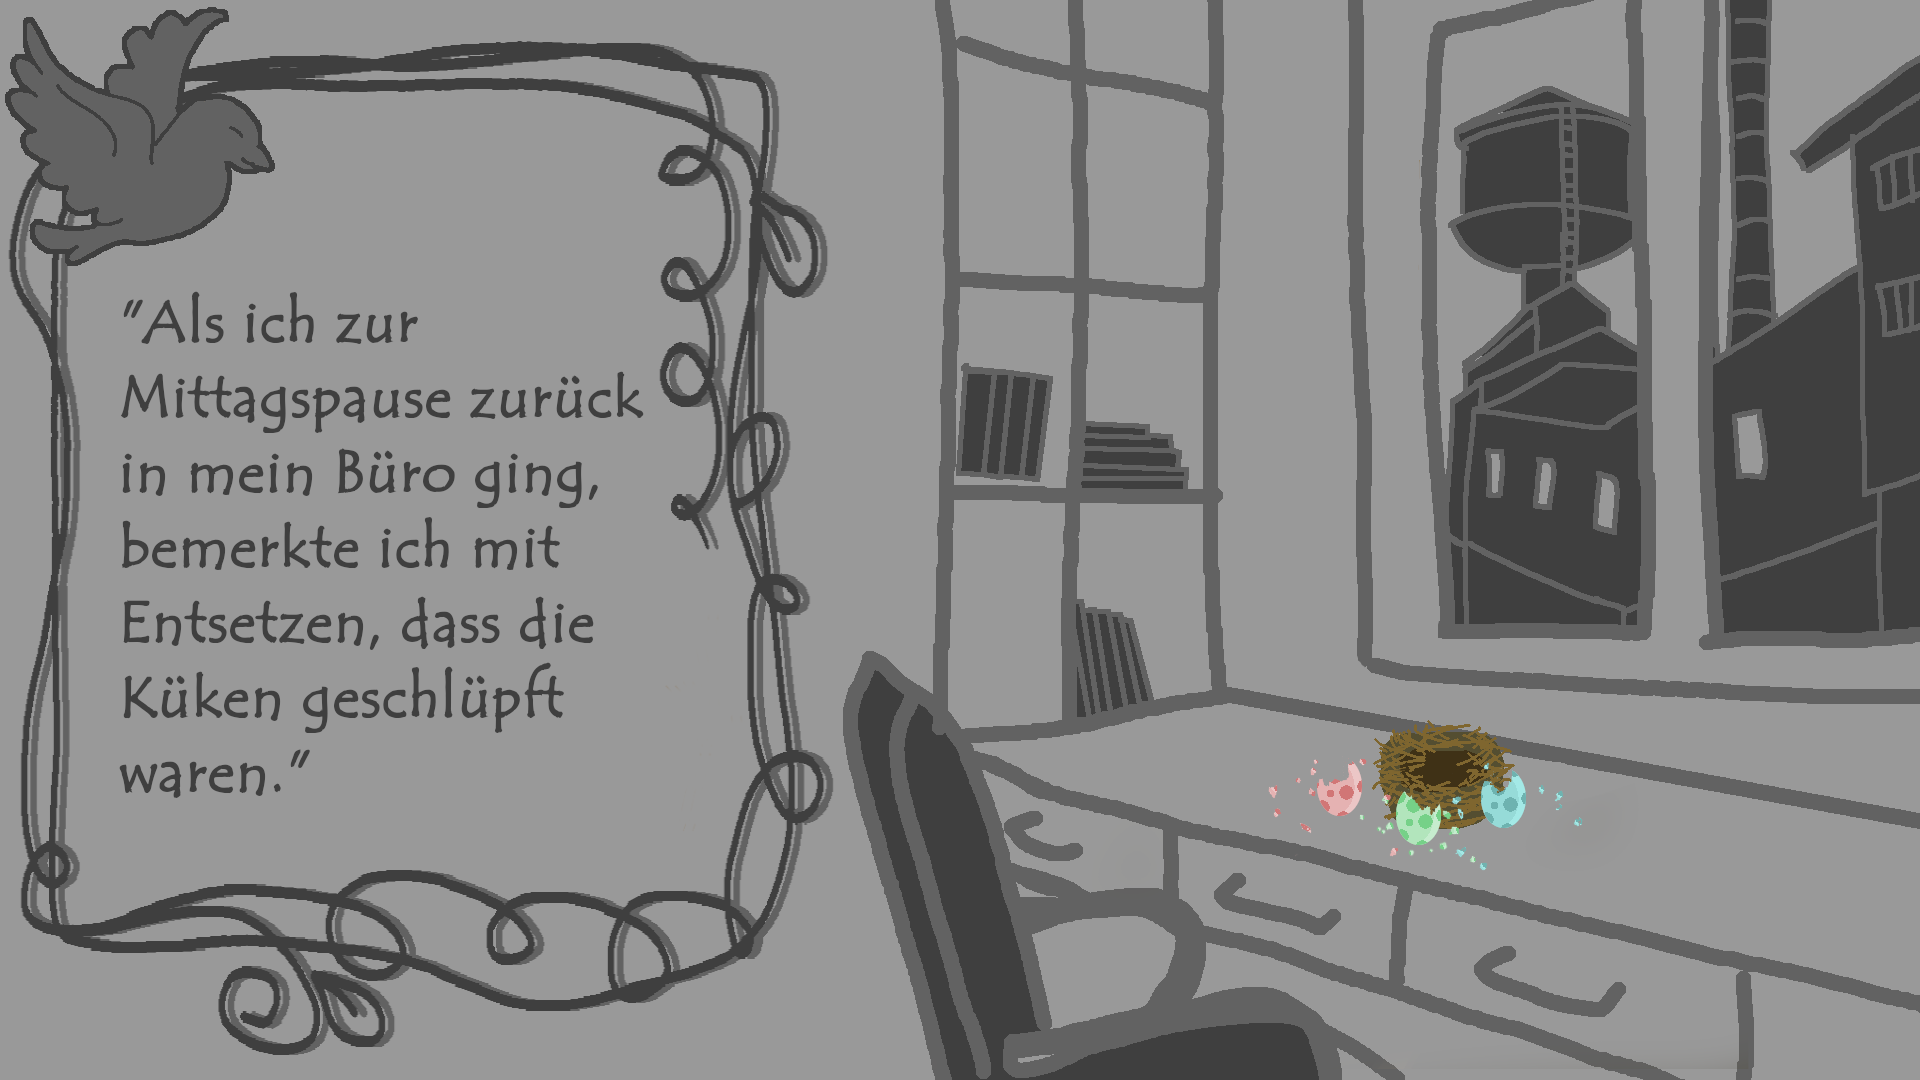 "Als ich zur
Mittagspause zurück
in mein Büro ging,
bemerkte ich mit
Entsetzen, dass die
Küken geschlüpft
waren."